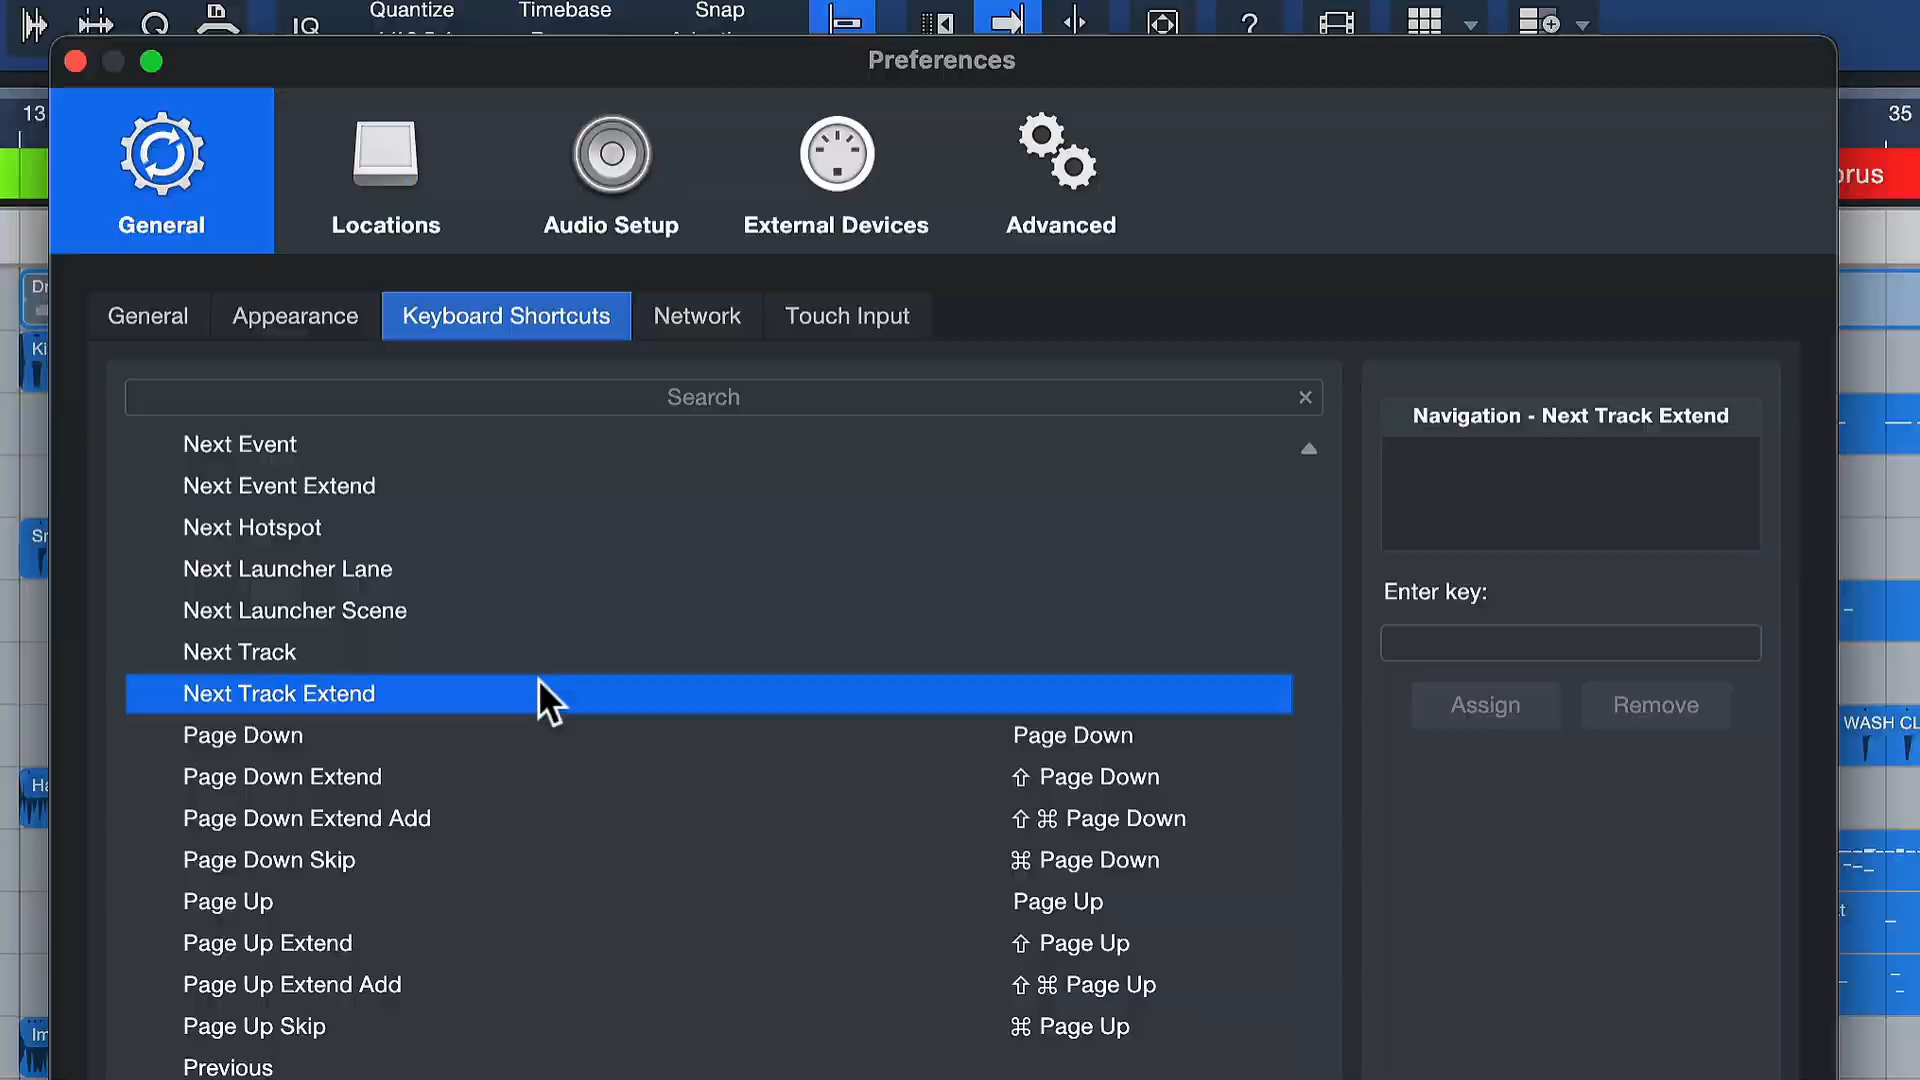 Quantize
Timebase
Snap
IQ
?
Preferences
13
35
General
Locations
Audio Setup
External Devices
Advanced
orus
General
Appearance
Keyboard Shortcuts
Network
Touch Input
Search
Navigation - Next Track Extend
Next Event
Next Event Extend
Next Hotspot
Next Launcher Lane
Enter key:
Next Launcher Scene
Next Track
Next Track Extend
Assign
Remove
Page Down Page Down
WASH CL
Page Down Extend ⇧ Page Down
Page Down Extend Add ⇧ ⌘ Page Down
Page Down Skip ⌘ Page Down
Page Up Page Up
Page Up Extend ⇧ Page Up
Page Up Extend Add ⇧ ⌘ Page Up
Page Up Skip ⌘ Page Up
Previous